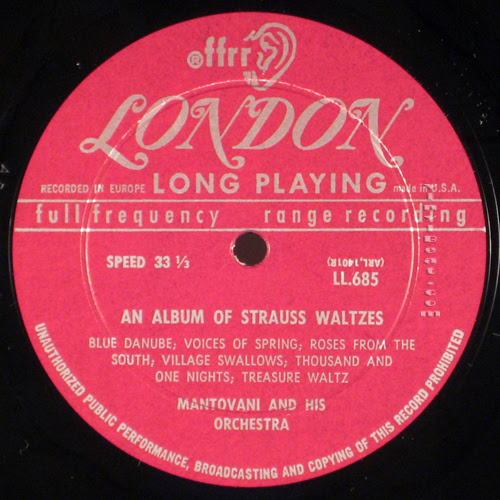 ®ffrr
LONDON
RECORDED IN EUROPE LONG PLAYING made in U.S.A.
full frequency range recording
SPEED 33 ⅓
(ARL.1401R)
LL.685
AN ALBUM OF STRAUSS WALTZES
BLUE DANUBE; VOICES OF SPRING; ROSES FROM THE
SOUTH; VILLAGE SWALLOWS; THOUSAND AND
ONE NIGHTS; TREASURE WALTZ
MANTOVANI AND HIS
ORCHESTRA
UNAUTHORIZED PUBLIC PERFORMANCE, BROADCASTING AND COPYING OF THIS RECORD PROHIBITED